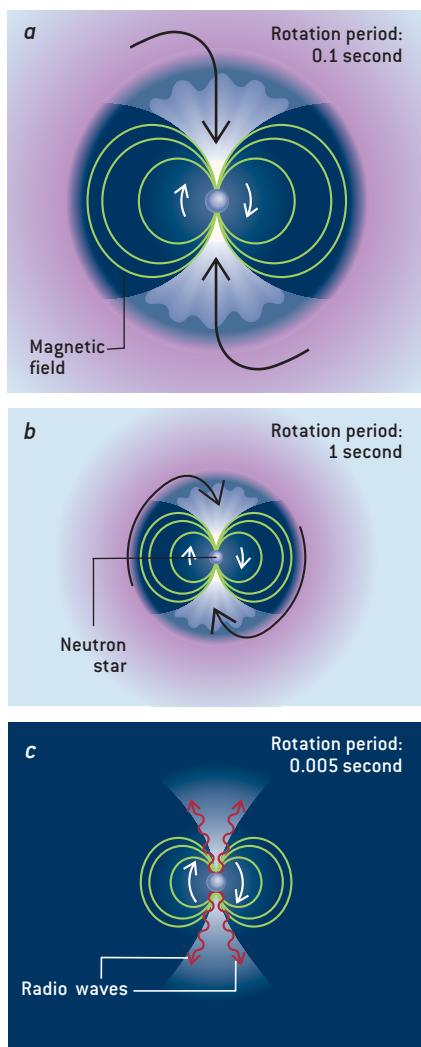 a
Rotation period:
0.1 second
Magnetic
field
b
Rotation period:
1 second
Neutron
star
c
Rotation period:
0.005 second
Radio waves